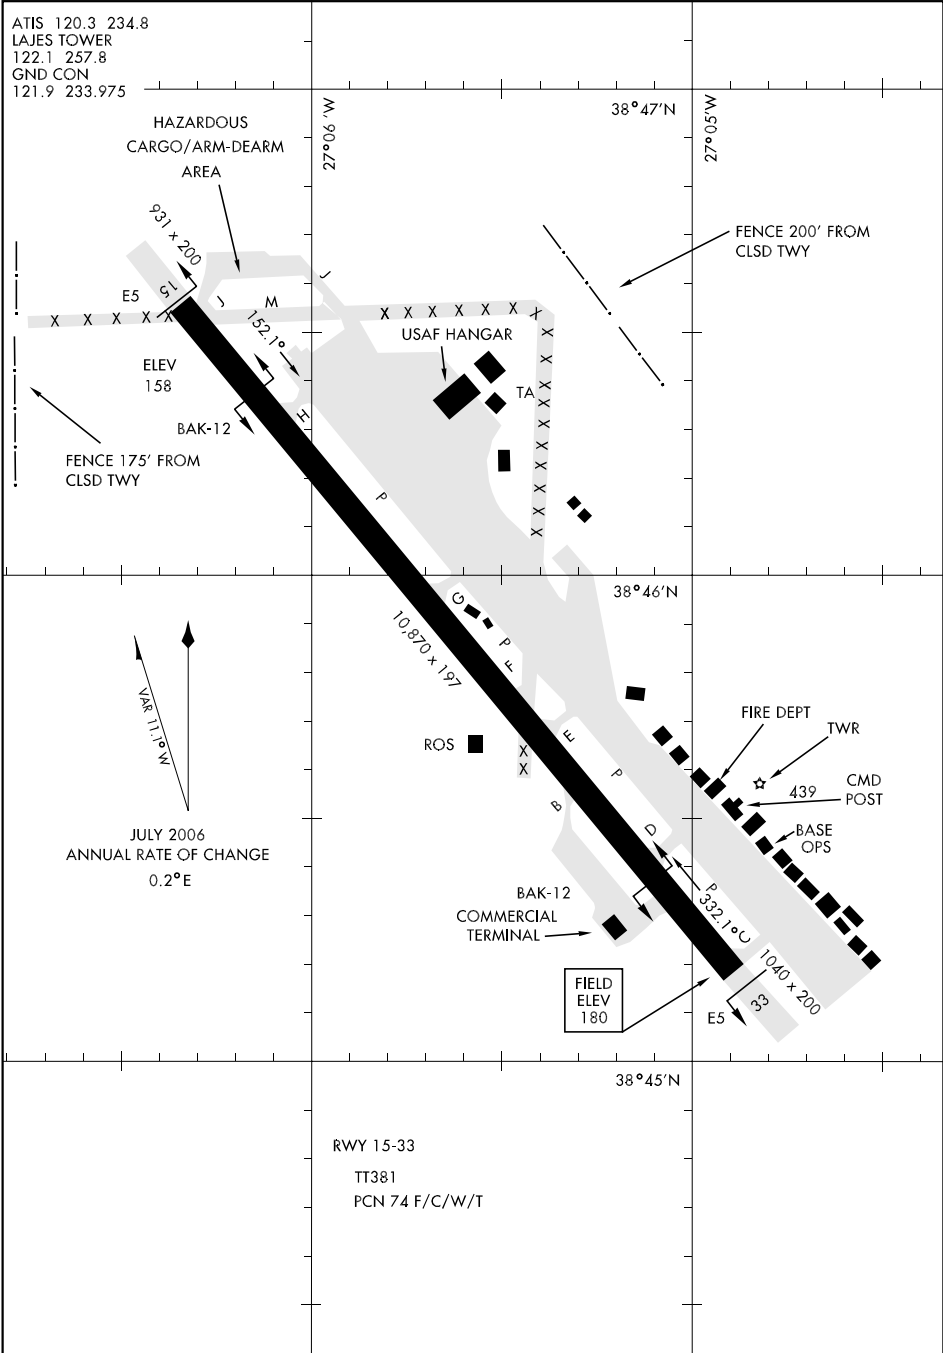 ATIS 120.3 234.8
LAJES TOWER
122.1 257.8
GND CON
121.9 233.975
38°47'N
27°06'W
27°05'W
HAZARDOUS
CARGO/ARM-DEARM
AREA
931 x 200
FENCE 200' FROM
CLSD TWY
J
15
E5
J
M
X X X X X
X X X X X X X
152.1°
USAF HANGAR
ELEV
158
TA
X X X X X X X X X X
BAK-12
H
FENCE 175' FROM
CLSD TWY
P
38°46'N
G
10,870 x 197
P
F
VAR 11.1° W
FIRE DEPT
TWR
ROS
X
X
E
P
439
CMD
POST
B
D
BASE
OPS
JULY 2006
ANNUAL RATE OF CHANGE
0.2°E
BAK-12
P
332.1°
C
COMMERCIAL
TERMINAL
1040 x 200
FIELD
ELEV
180
33
E5
38°45'N
RWY 15-33
TT381
PCN 74 F/C/W/T